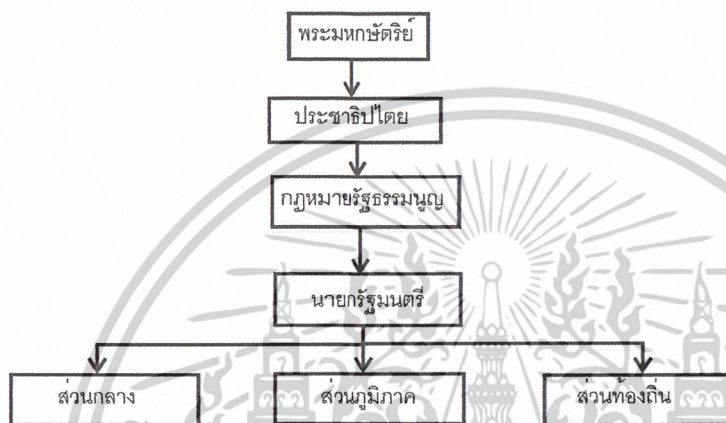 พระมหกษัตริย์
ประชาธิปไตย
กฎหมายรัฐธรรมนูญ
นายกรัฐมนตรี
ส่วนกลาง
ส่วนภูมิภาค
ส่วนท้องถิ่น